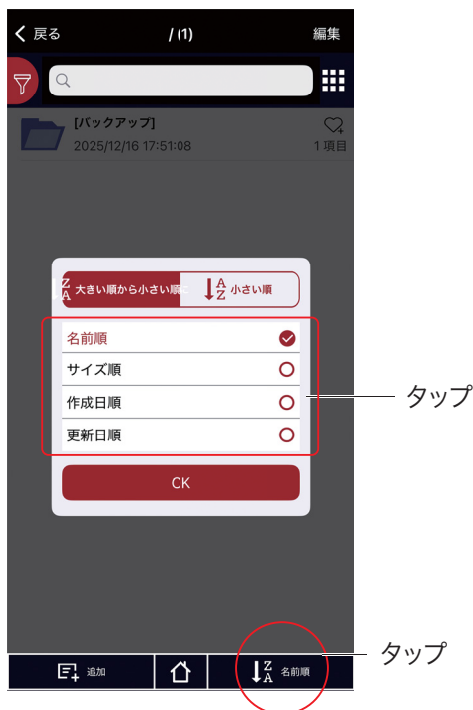 戻る
/ (1)
編集
[バックアップ]
2025/12/16 17:51:08
1 項目
Z
A
大きい順から小さい順に
A
Z
小さい順
名前順
サイズ順
作成日順
更新日順
タップ
CK
タップ
追加
Z
A
名前順